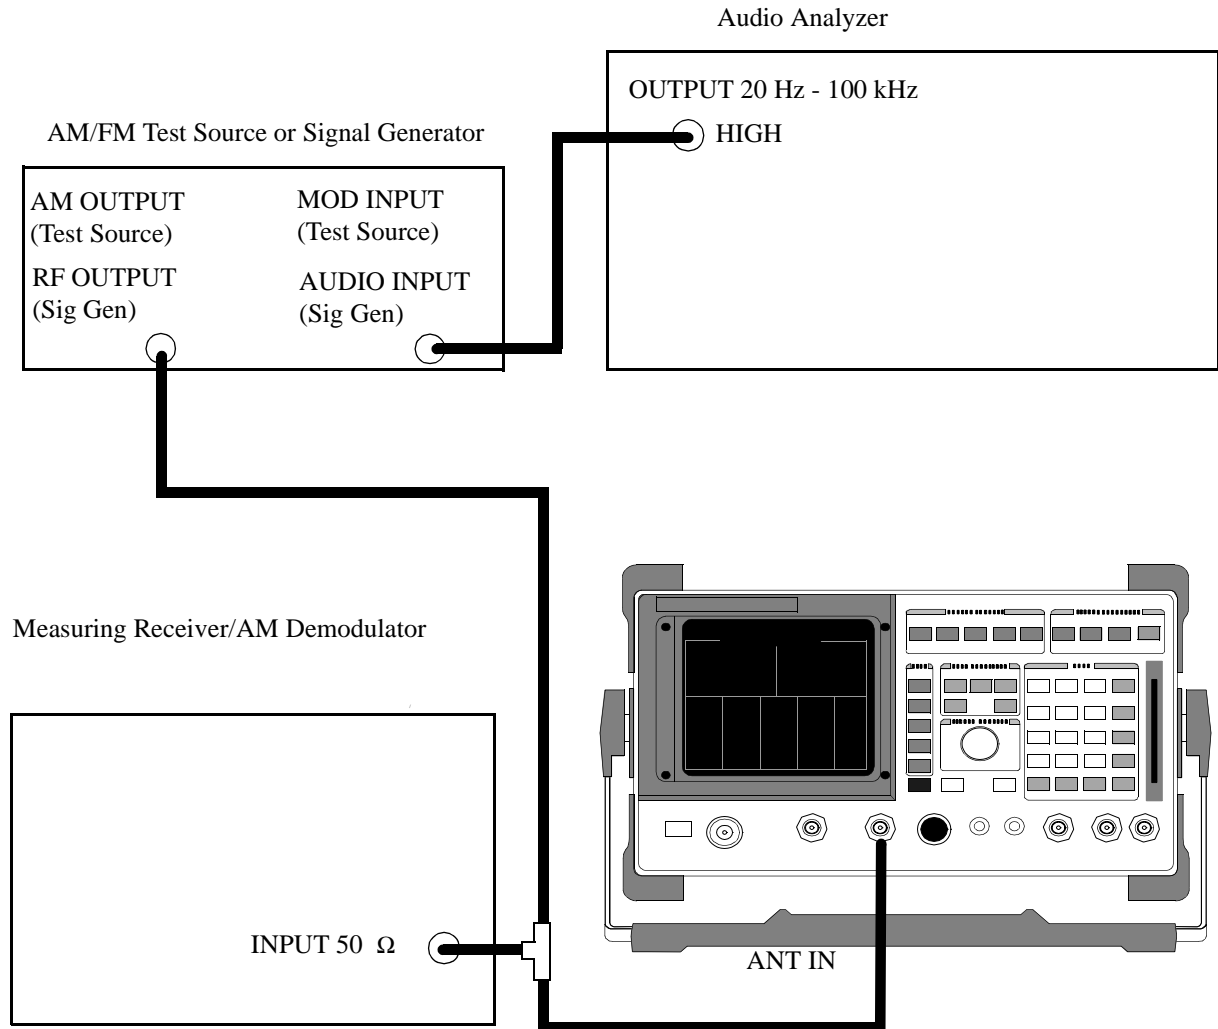 Audio Analyzer
OUTPUT 20 Hz - 100 kHz
HIGH
AM/FM Test Source or Signal Generator
AM OUTPUT
(Test Source)
RF OUTPUT
(Sig Gen)
MOD INPUT
(Test Source)
AUDIO INPUT
(Sig Gen)
Measuring Receiver/AM Demodulator
INPUT 50 Ω
ANT IN